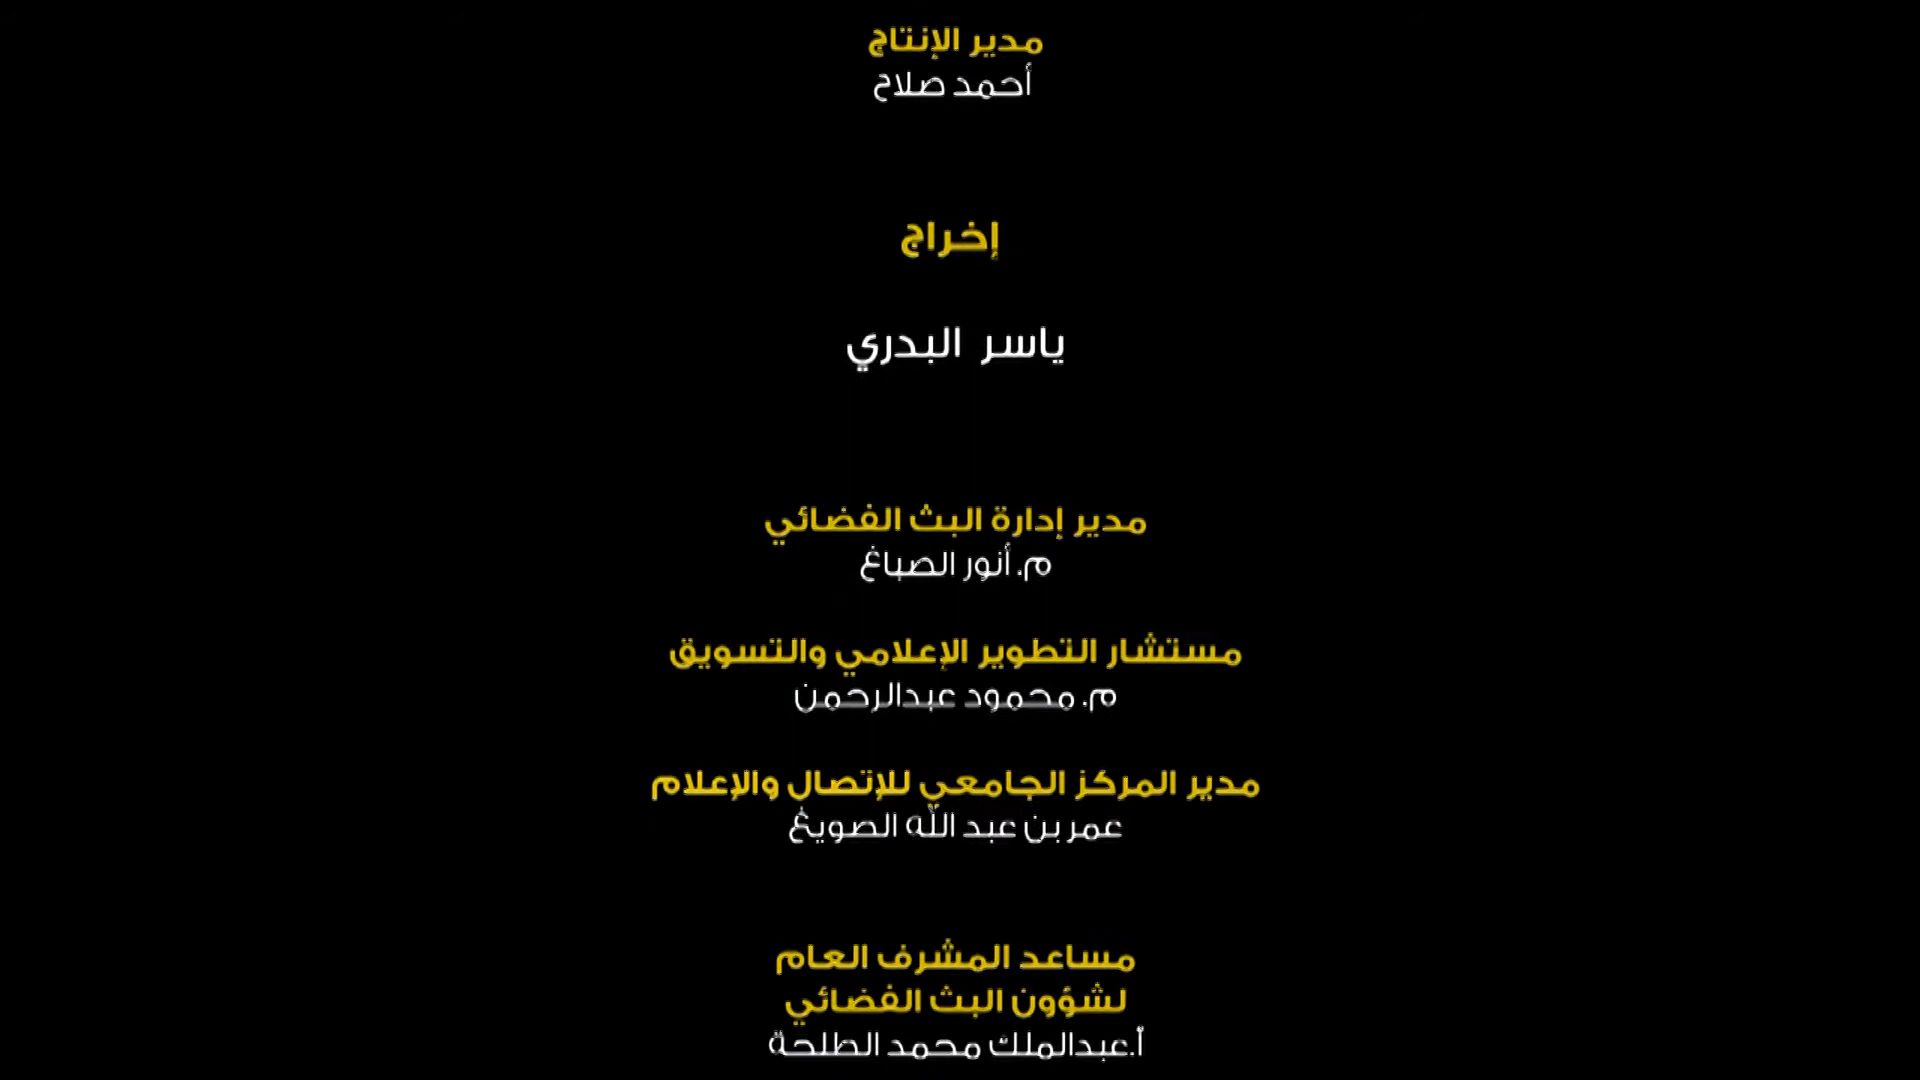 مدير الإنتاج
أحمد صلاح
إخراج
ياسر البدري
مدير إدارة البث الفضائي
م. أنور الصباغ
مستشار التطوير الإعلامي والتسويق
م. محمود عبدالرحمن
مدير المركز الجامعي للإتصال والإعلام
عمر بن عبد الله الصويغ
مساعد المشرف العام
لشؤون البث الفضائي
أ.عبدالملك محمد الطلحة